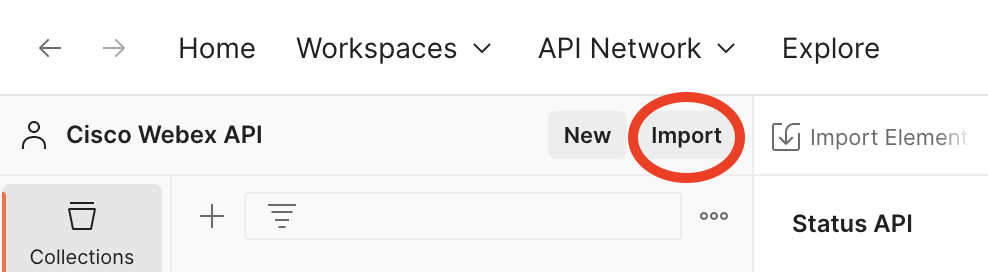 Home Workspaces API Network Explore
Cisco Webex API New Import Import Element
Status API
Collections